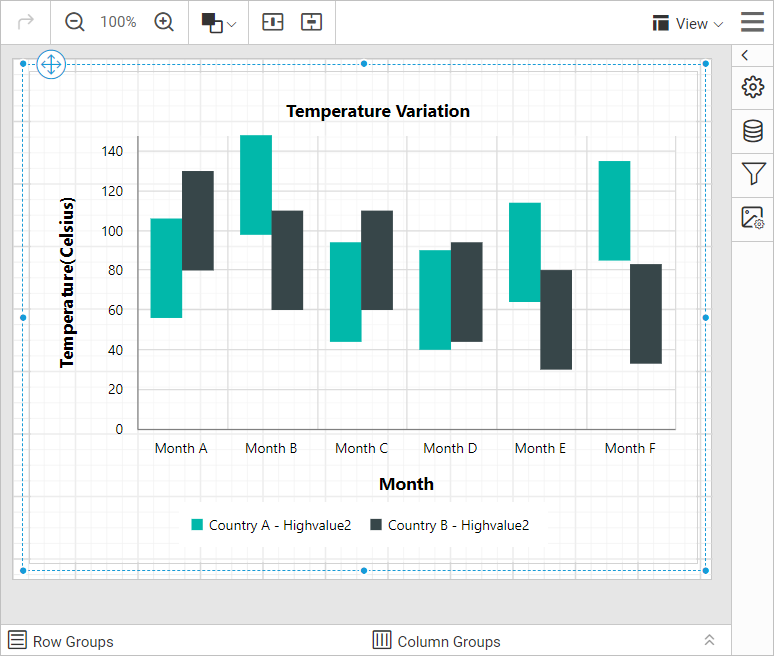 100%
View
Temperature Variation
Temperature(Celsius)
140
120
100
80
60
40
20
0
Month A Month B Month C Month D Month E Month F
Month
Country A - Highvalue2 Country B - Highvalue2
Row Groups Column Groups